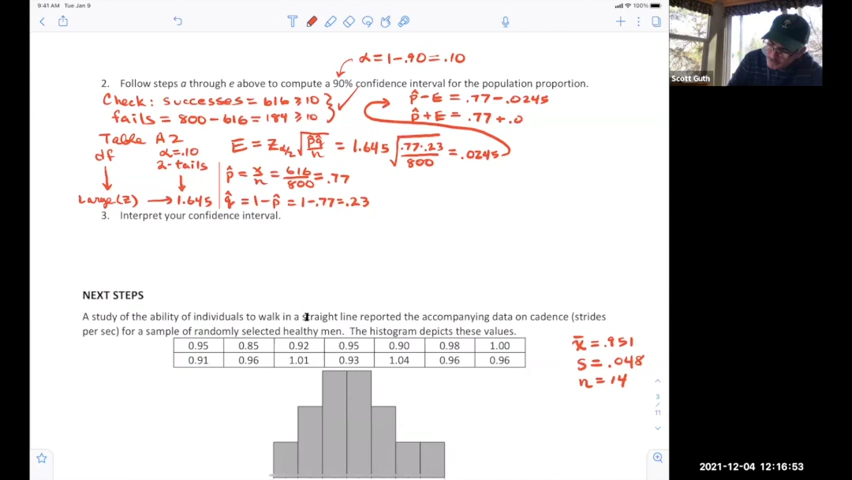 9:41 AM Tue Jan 9
100%
T
Scott Guth
α = 1 - .90 = .10
2. Follow steps a through e above to compute a 90% confidence interval for the population proportion.
Check: successes = 616 ≥ 10
fails = 800 - 616 = 184 ≥ 10
p̂ - E = .77 - .0245
p̂ + E = .77 + .0
Table A2
df
α = .10
2-tails
Large(Z) → 1.645
E = Zα/2 √p̂q̂/n = 1.645 √.77·.23/800 = .0245
p̂ = x/n = 616/800 = .77
q̂ = 1 - p̂ = 1 - .77 = .23
3. Interpret your confidence interval.
NEXT STEPS
A study of the ability of individuals to walk in a straight line reported the accompanying data on cadence (strides
per sec) for a sample of randomly selected healthy men. The histogram depicts these values.
0.95 0.85 0.92 0.95 0.90 0.98 1.00
0.91 0.96 1.01 0.93 1.04 0.96 0.96
x̄ = .951
s = .048
n = 14
3
/
11
2021-12-04 12:16:53